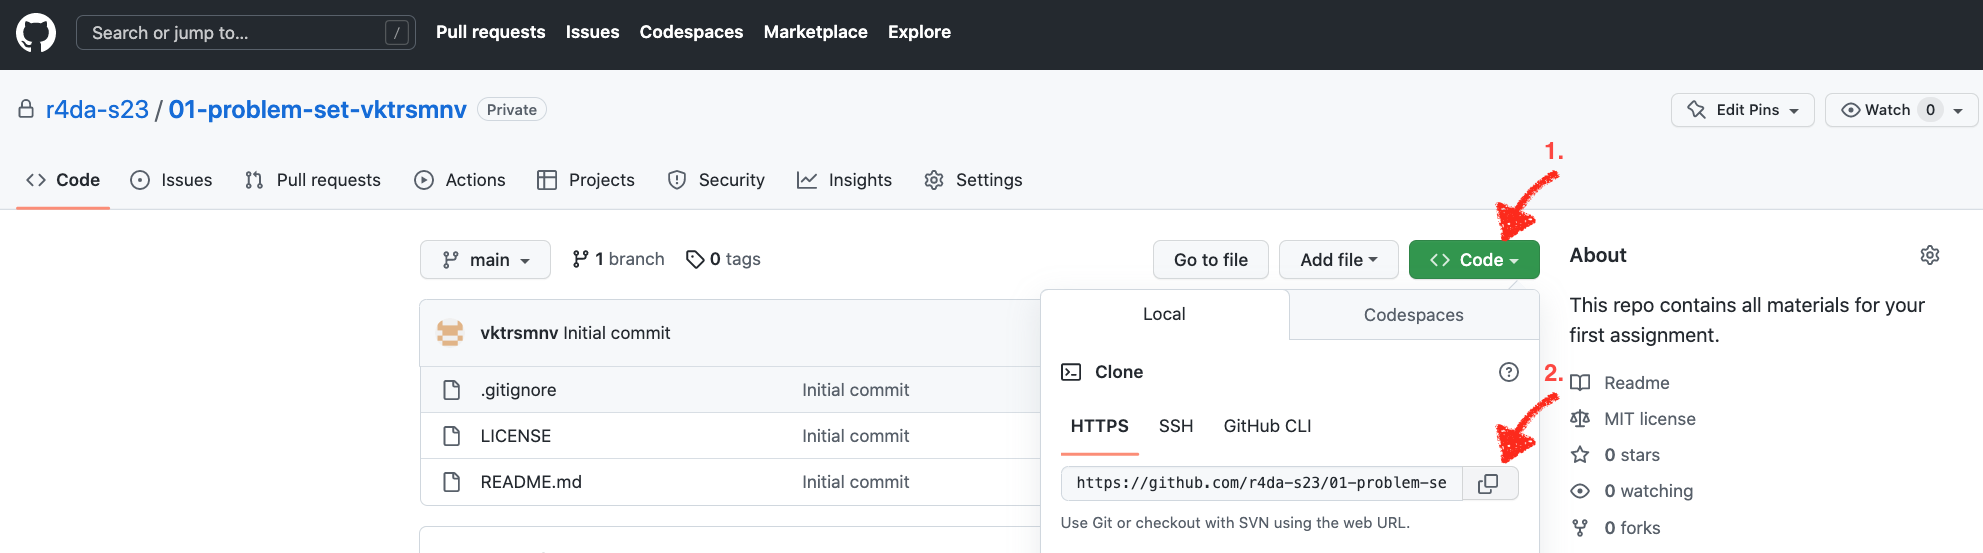 Search or jump to... /
Pull requests Issues Codespaces Marketplace Explore
r4da-s23 / 01-problem-set-vktrsmnv Private
Edit Pins Watch 0
1.
Code Issues Pull requests Actions Projects Security Insights Settings
main 1 branch 0 tags
Go to file Add file Code
About
This repo contains all materials for your
first assignment.
Readme
MIT license
0 stars
0 watching
0 forks
vktrsmnv Initial commit
.gitignore Initial commit
LICENSE Initial commit
README.md Initial commit
Local Codespaces
Clone
2.
HTTPS SSH GitHub CLI
https://github.com/r4da-s23/01-problem-se
Use Git or checkout with SVN using the web URL.